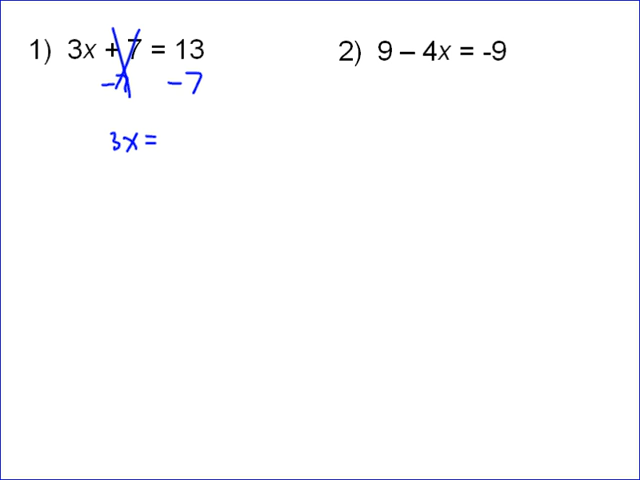 1) 3x + 7 = 13
-7 -7
3x =
2) 9 – 4x = -9